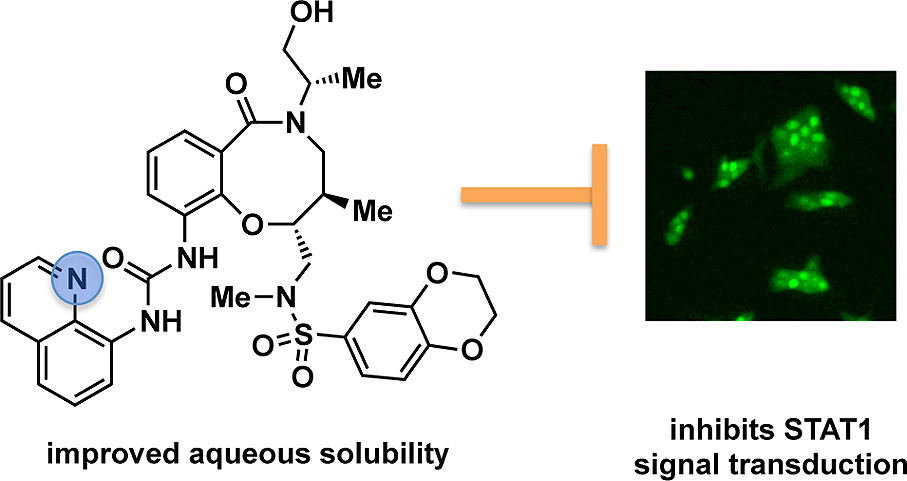 OH
O
Me
N
Me
O
O
NH
N
O
Me
N
NH
S
O
O
O
O
improved aqueous solubility
inhibits STAT1
signal transduction